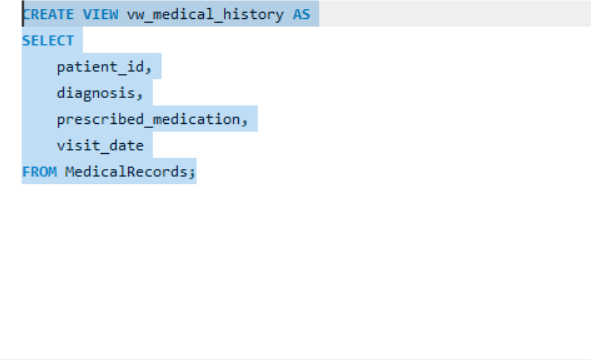 CREATE VIEW vw_medical_history AS
SELECT
    patient_id,
    diagnosis,
    prescribed_medication,
    visit_date
FROM MedicalRecords;